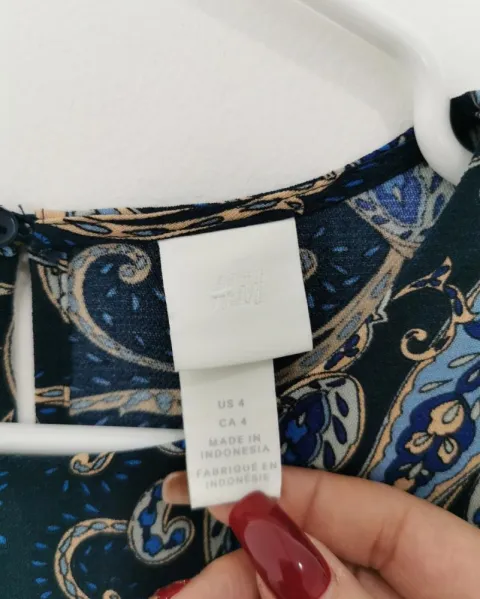 US 4
CA 4
MADE IN
INDONESIA
FABRIQUÉ EN
INDONÉSIE